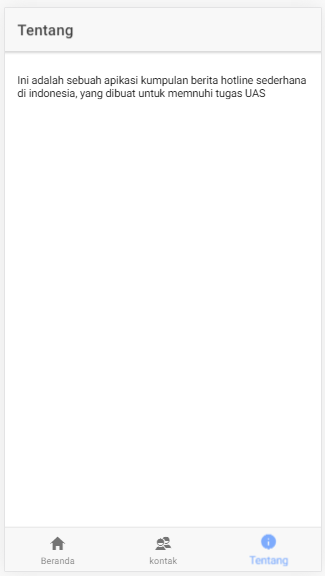 Tentang
Ini adalah sebuah apikasi kumpulan berita hotline sederhana
di indonesia, yang dibuat untuk memnuhi tugas UAS
Beranda
kontak
Tentang